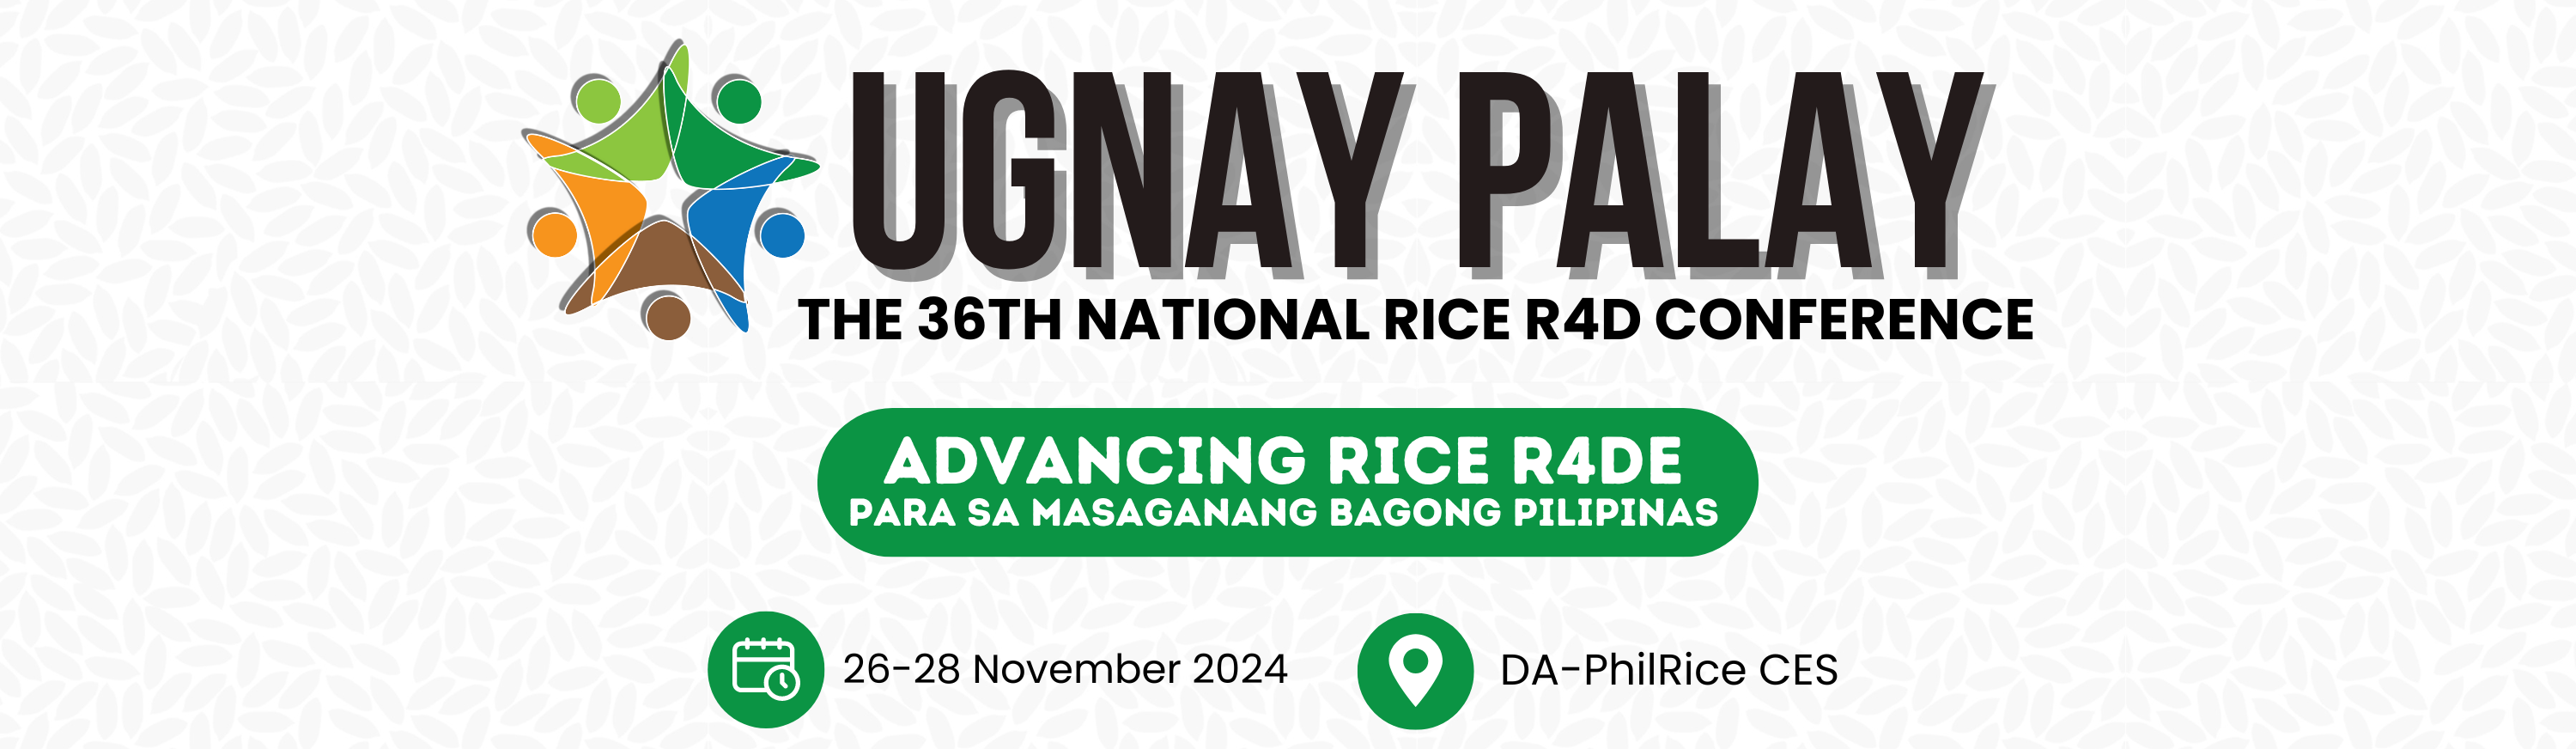 UGNAY PALAY
THE 36TH NATIONAL RICE R4D CONFERENCE
ADVANCING RICE R4DE
PARA SA MASAGANANG BAGONG PILIPINAS
26-28 November 2024
DA-PhilRice CES